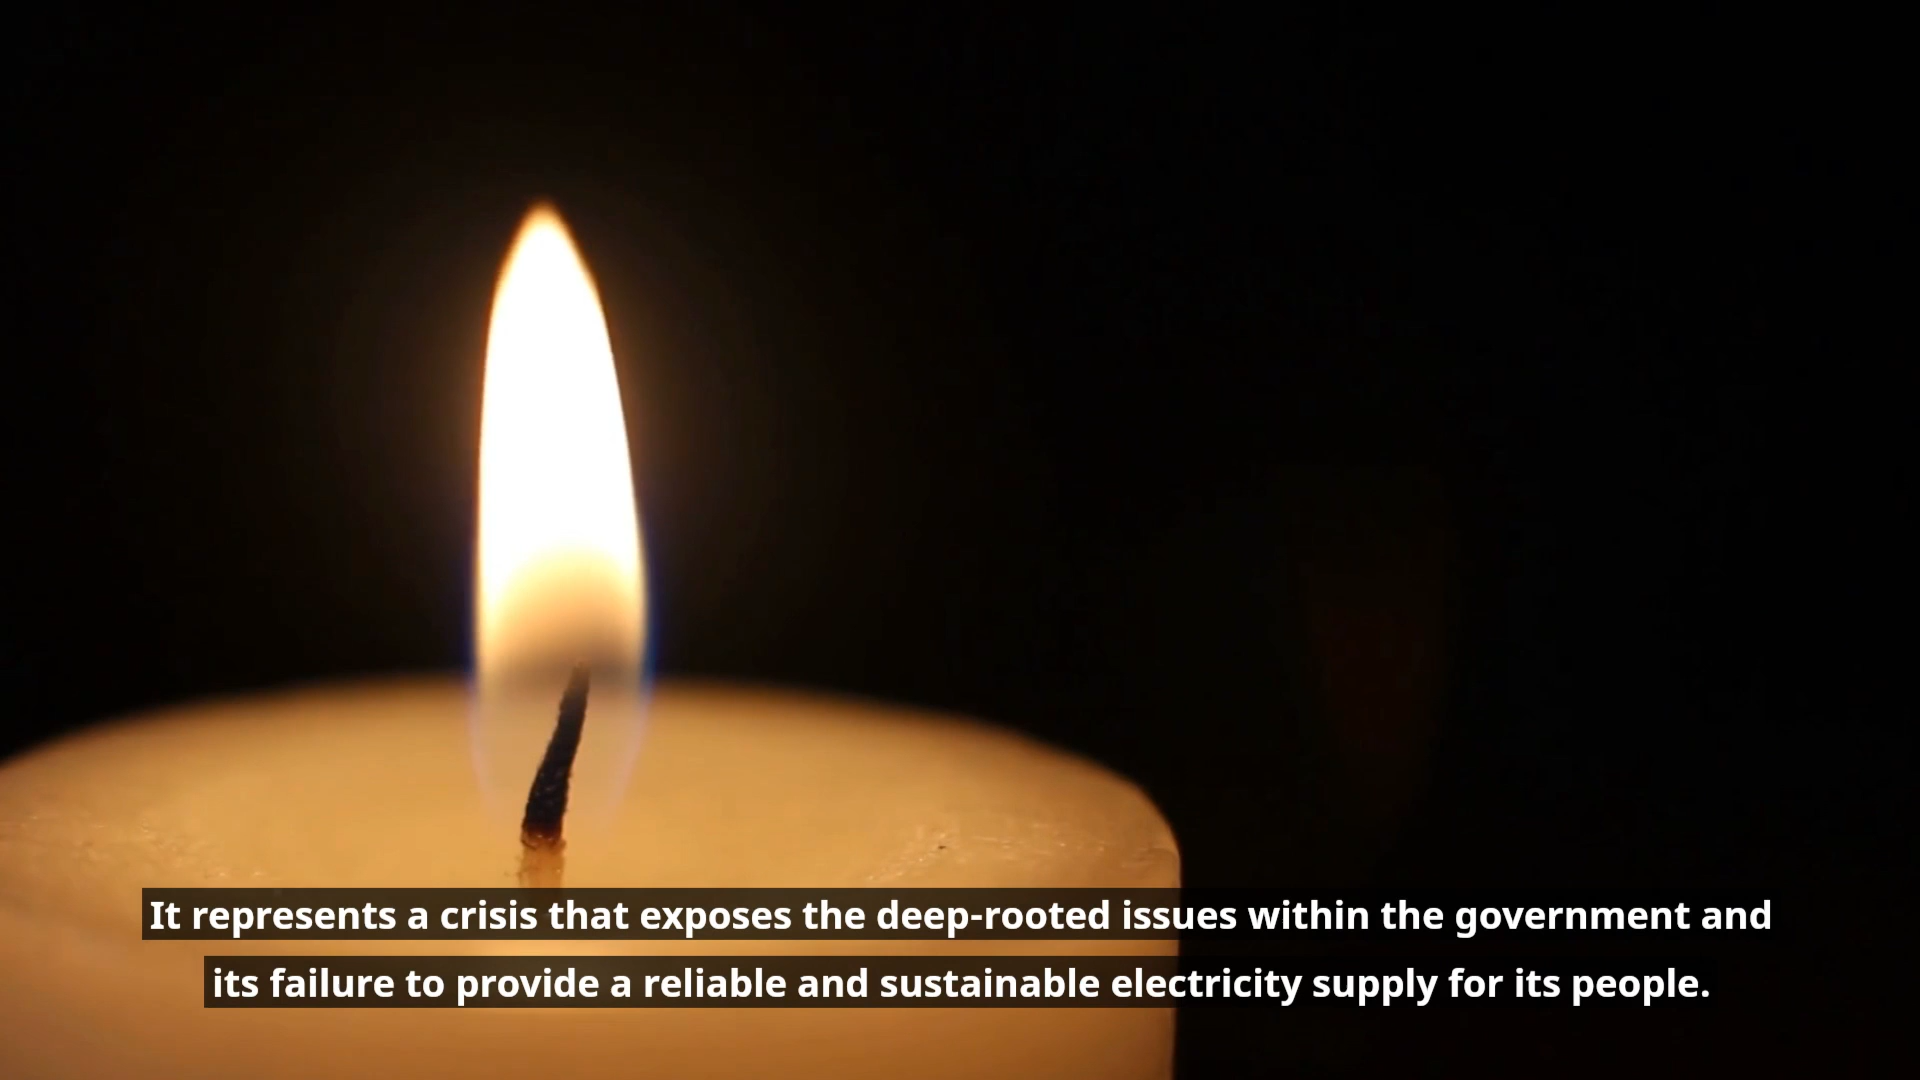 It represents a crisis that exposes the deep-rooted issues within the government and
its failure to provide a reliable and sustainable electricity supply for its people.